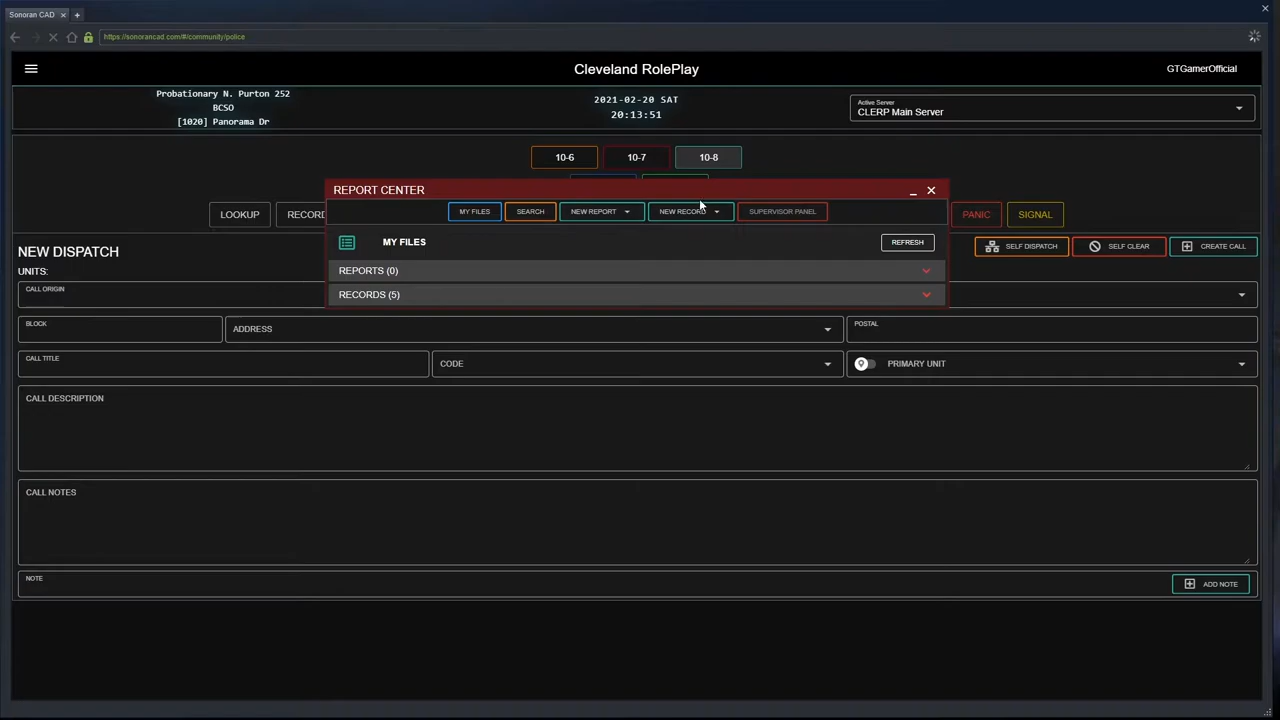 Sonoran CAD
https://sonorancad.com/#/community/police
Cleveland RolePlay
GTGamerOfficial
Probationary N. Purton 252
BCSO
[1020] Panorama Dr
2021-02-20 SAT
20:13:51
Active Server
CLERP Main Server
10-6
10-7
10-8
REPORT CENTER
LOOKUP
RECORD
MY FILES
SEARCH
NEW REPORT
NEW RECORD
SUPERVISOR PANEL
PANIC
SIGNAL
MY FILES
REFRESH
NEW DISPATCH
SELF DISPATCH
SELF CLEAR
CREATE CALL
UNITS:
REPORTS (0)
CALL ORIGIN
RECORDS (5)
BLOCK
ADDRESS
POSTAL
CALL TITLE
CODE
PRIMARY UNIT
CALL DESCRIPTION
CALL NOTES
NOTE
ADD NOTE